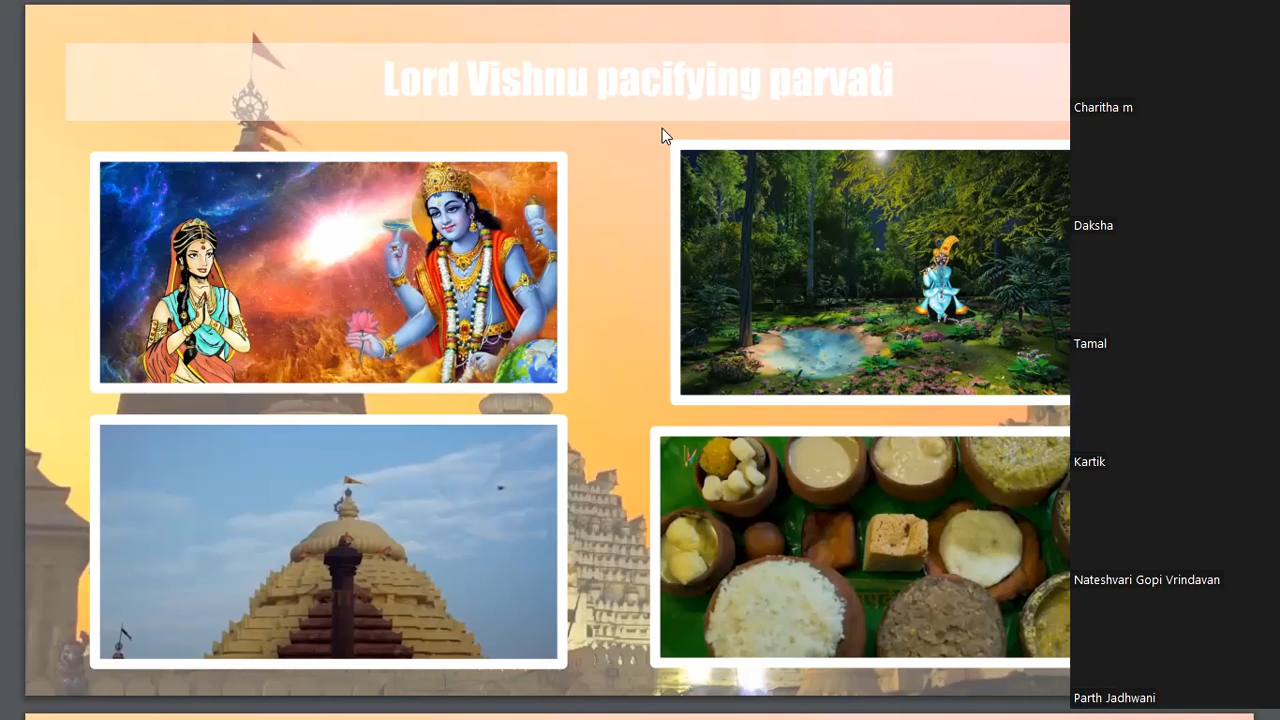 Lord Vishnu pacifying parvati
Charitha m
Daksha
Tamal
Kartik
Nateshvari Gopi Vrindavan
Parth Jadhwani